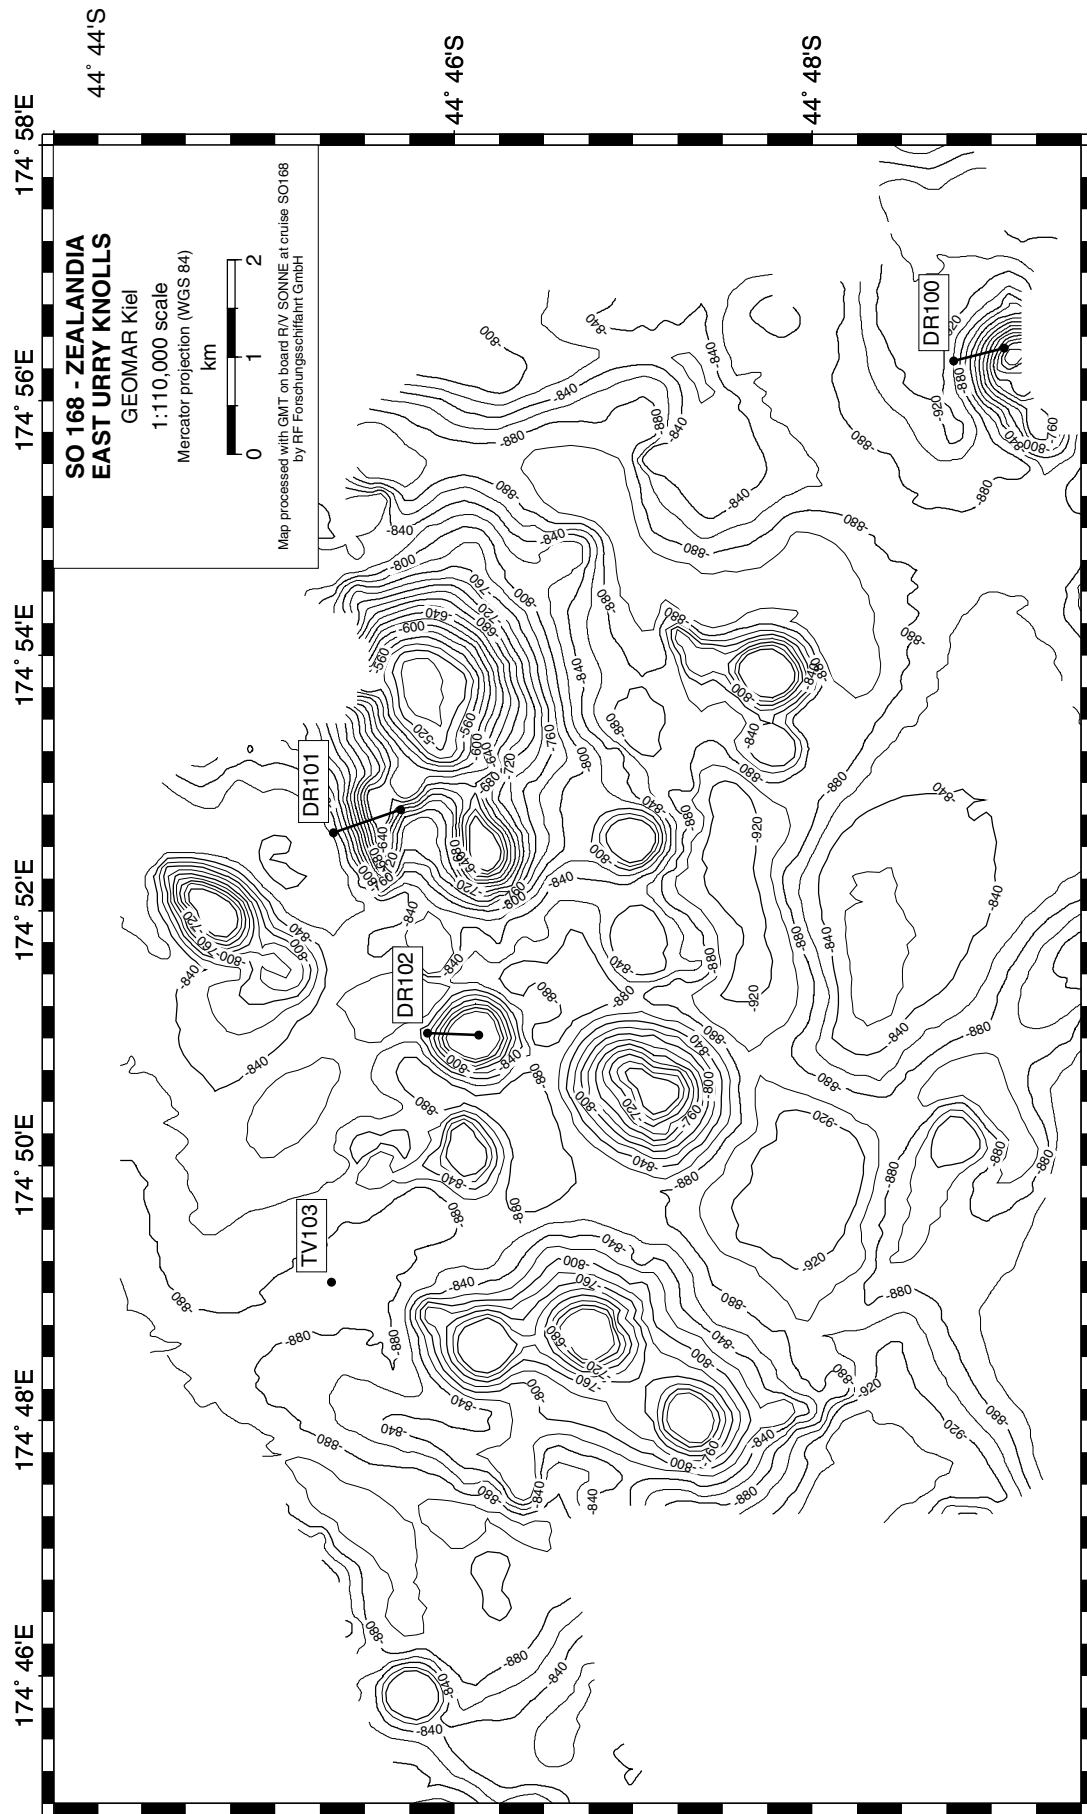 SO 168 - ZEALANDIA
EAST URRY KNOLLS
GEOMAR Kiel
1:110,000 scale
Mercator projection (WGS 84)
km
0 1 2
Map processed with GMT on board R/V SONNE at cruise SO168
by RF Forschungsschiffahrt GmbH
174° 46'E
174° 48'E
174° 50'E
174° 52'E
174° 54'E
174° 56'E
174° 58'E
44° 44'S
44° 46'S
44° 48'S
TV103
DR102
DR101
DR100
-880
-840
-800
-760
-720
-680
-640
-600
-560
-520
-920